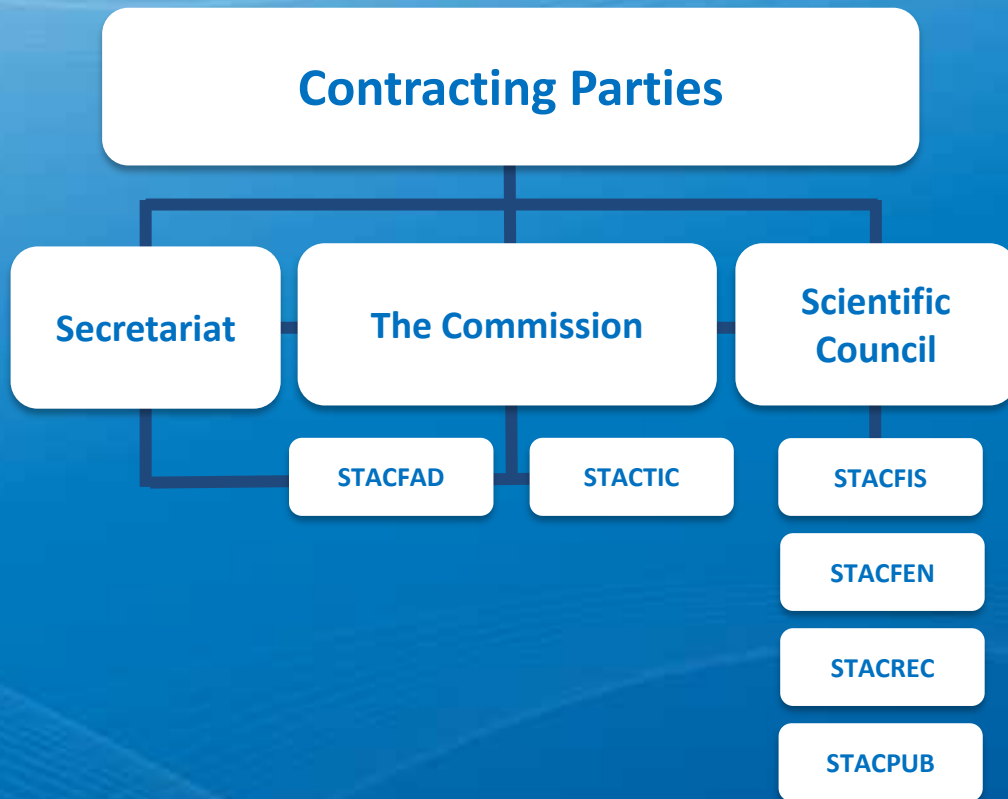 Contracting Parties
Secretariat
The Commission
Scientific
Council
STACFAD
STACTIC
STACFIS
STACFEN
STACREC
STACPUB